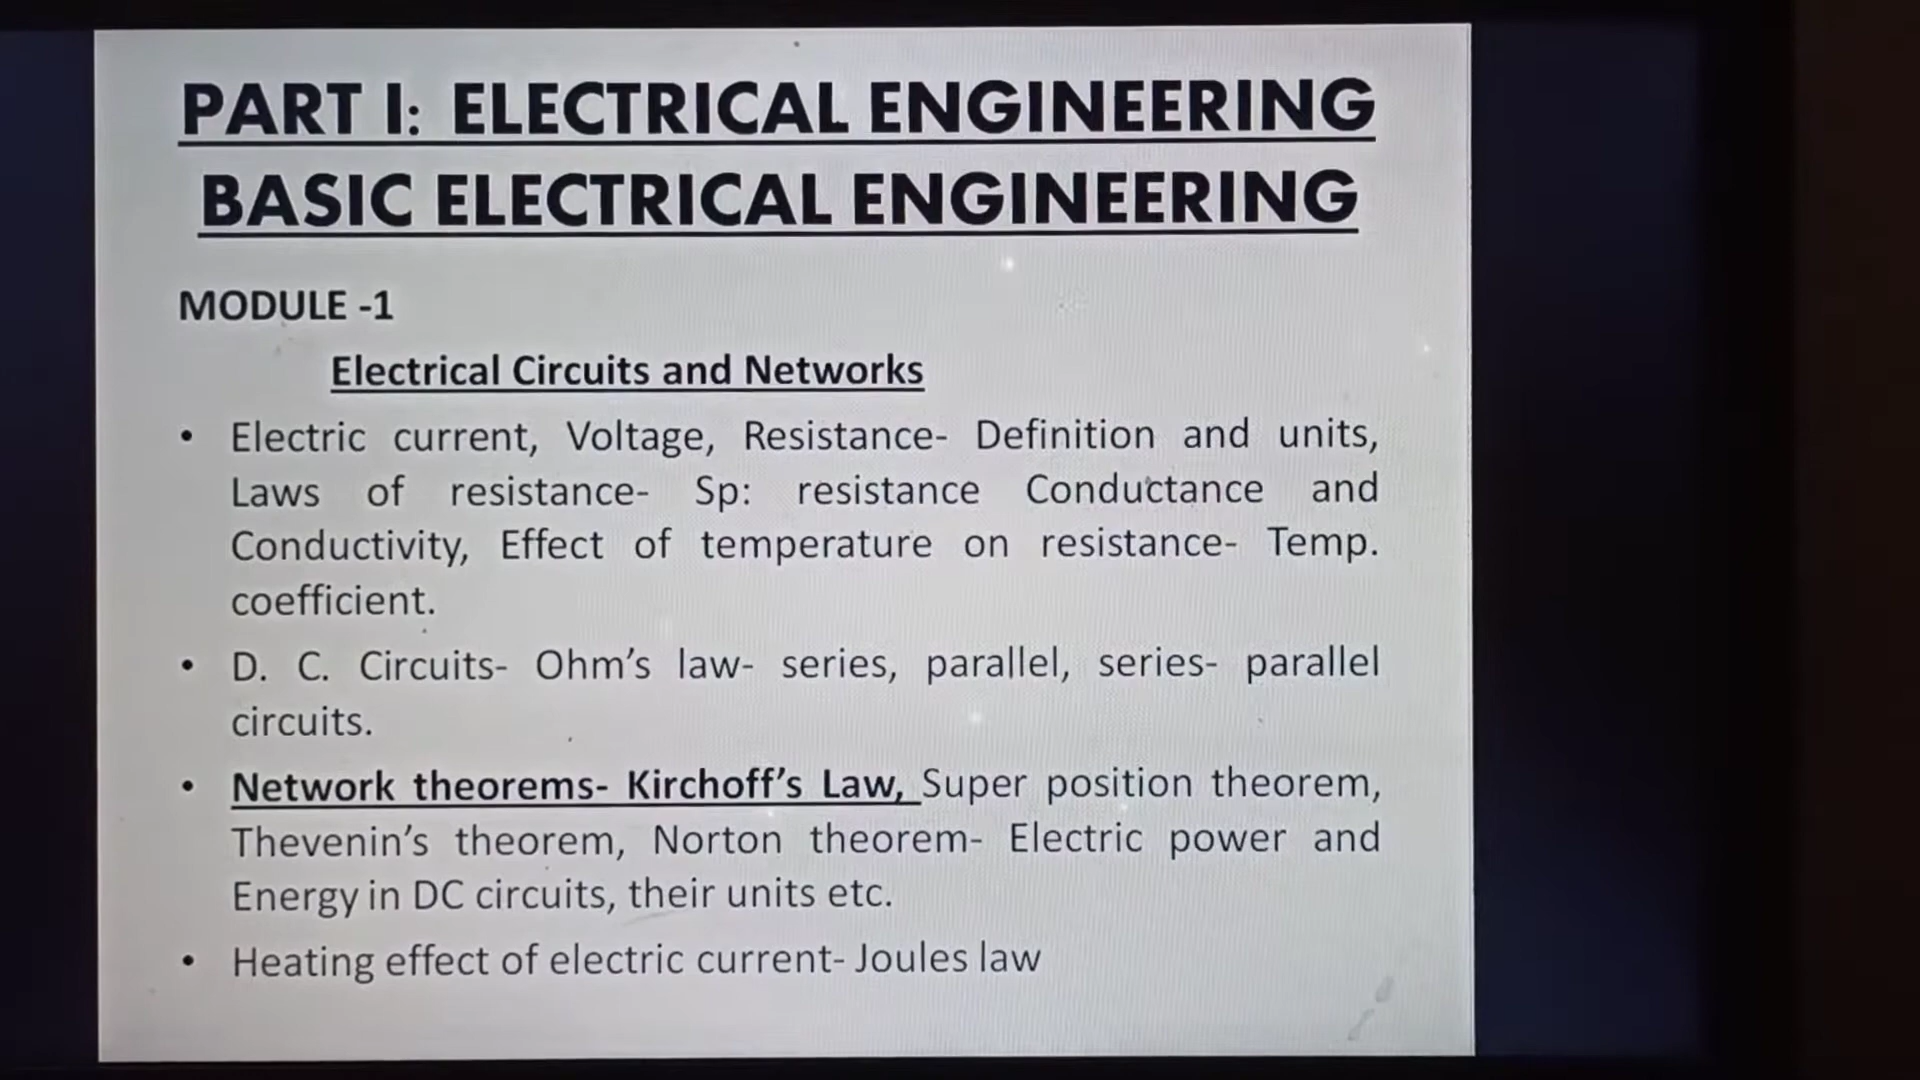 PART I: ELECTRICAL ENGINEERING
BASIC ELECTRICAL ENGINEERING
MODULE -1
Electrical Circuits and Networks
• Electric current, Voltage, Resistance- Definition and units,
Laws of resistance- Sp: resistance Conductance and
Conductivity, Effect of temperature on resistance- Temp.
coefficient.
• D. C. Circuits- Ohm’s law- series, parallel, series- parallel
circuits.
• Network theorems- Kirchoff’s Law, Super position theorem,
Thevenin’s theorem, Norton theorem- Electric power and
Energy in DC circuits, their units etc.
• Heating effect of electric current- Joules law